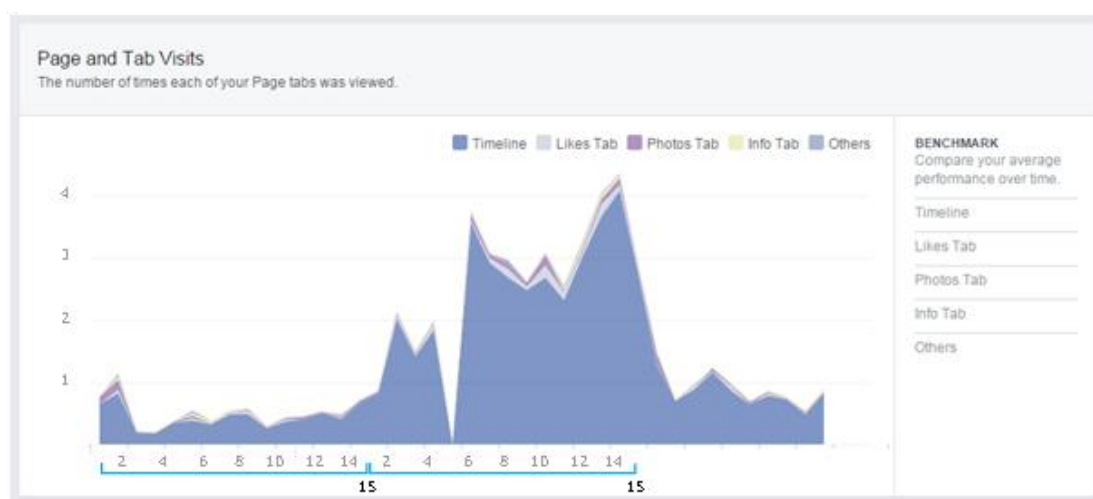 Page and Tab Visits
The number of times each of your Page tabs was viewed.
Timeline Likes Tab Photos Tab Info Tab Others
BENCHMARK
Compare your average
performance over time.
Timeline
Likes Tab
Photos Tab
Info Tab
Others
4
3
2
1
2 4 6 8 10 12 14 2 4 6 8 10 12 14
15 15